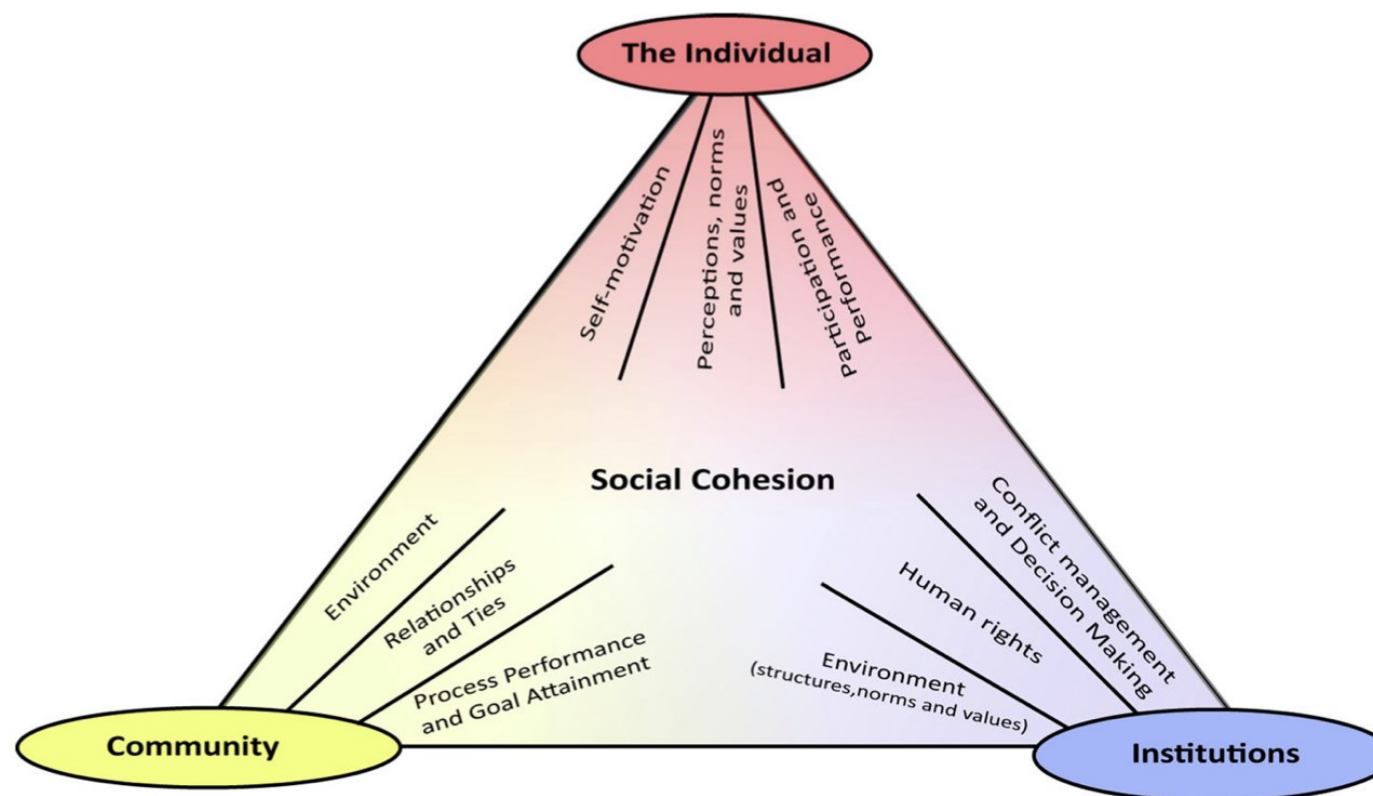 The Individual
Self-motivation
Perceptions, norms
and values
Participation and
Performance
Social Cohesion
Environment
Relationships
and Ties
Process Performance
and Goal Attainment
Conflict management
and Decision Making
Human rights
Environment
(structures,norms and values)
Community
Institutions